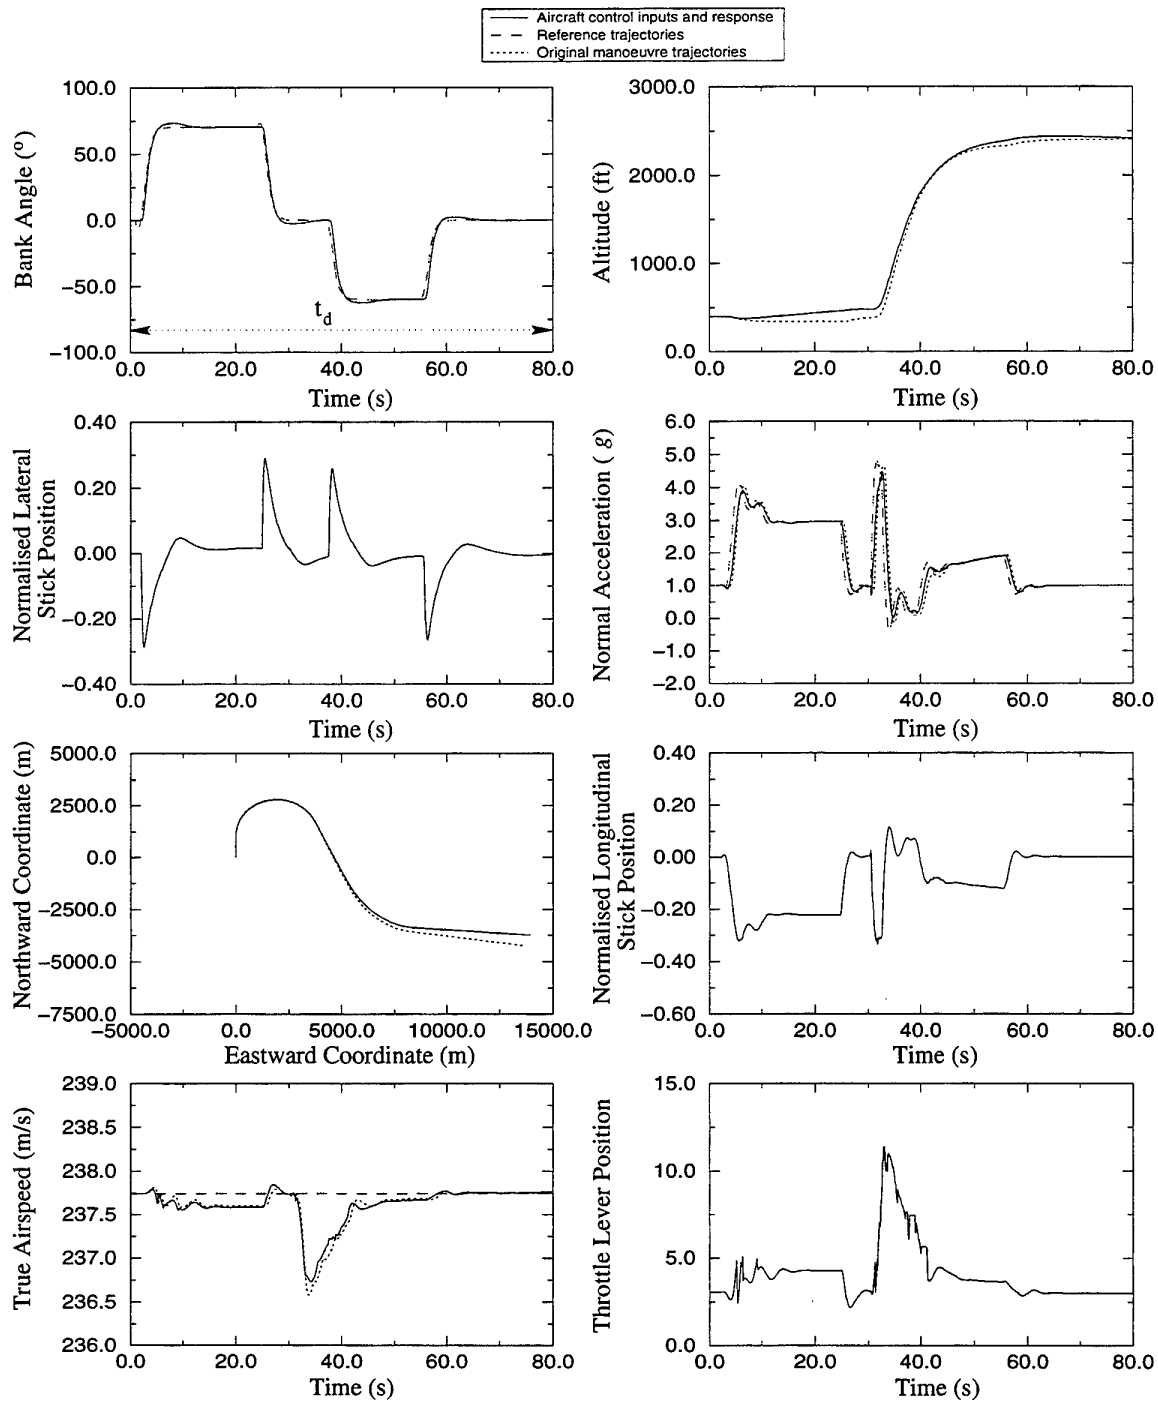 Aircraft control inputs and response
Reference trajectories
Original manoeuvre trajectories
Bank Angle (°)
100.0
50.0
0.0
−50.0
−100.0
t_d
0.0 20.0 40.0 60.0 80.0
Time (s)
Altitude (ft)
3000.0
2000.0
1000.0
0.0
0.0 20.0 40.0 60.0 80.0
Time (s)
Normalised Lateral
Stick Position
0.40
0.20
0.00
−0.20
−0.40
0.0 20.0 40.0 60.0 80.0
Time (s)
Normal Acceleration ( g)
6.0
5.0
4.0
3.0
2.0
1.0
0.0
−1.0
−2.0
0.0 20.0 40.0 60.0 80.0
Time (s)
Northward Coordinate (m)
5000.0
2500.0
0.0
−2500.0
−5000.0
−7500.0
−5000.0 0.0 5000.0 10000.0 15000.0
Eastward Coordinate (m)
Normalised Longitudinal
Stick Position
0.40
0.20
0.00
−0.20
−0.40
−0.60
0.0 20.0 40.0 60.0 80.0
Time (s)
True Airspeed (m/s)
239.0
238.5
238.0
237.5
237.0
236.5
236.0
0.0 20.0 40.0 60.0 80.0
Time (s)
Throttle Lever Position
15.0
10.0
5.0
0.0
0.0 20.0 40.0 60.0 80.0
Time (s)